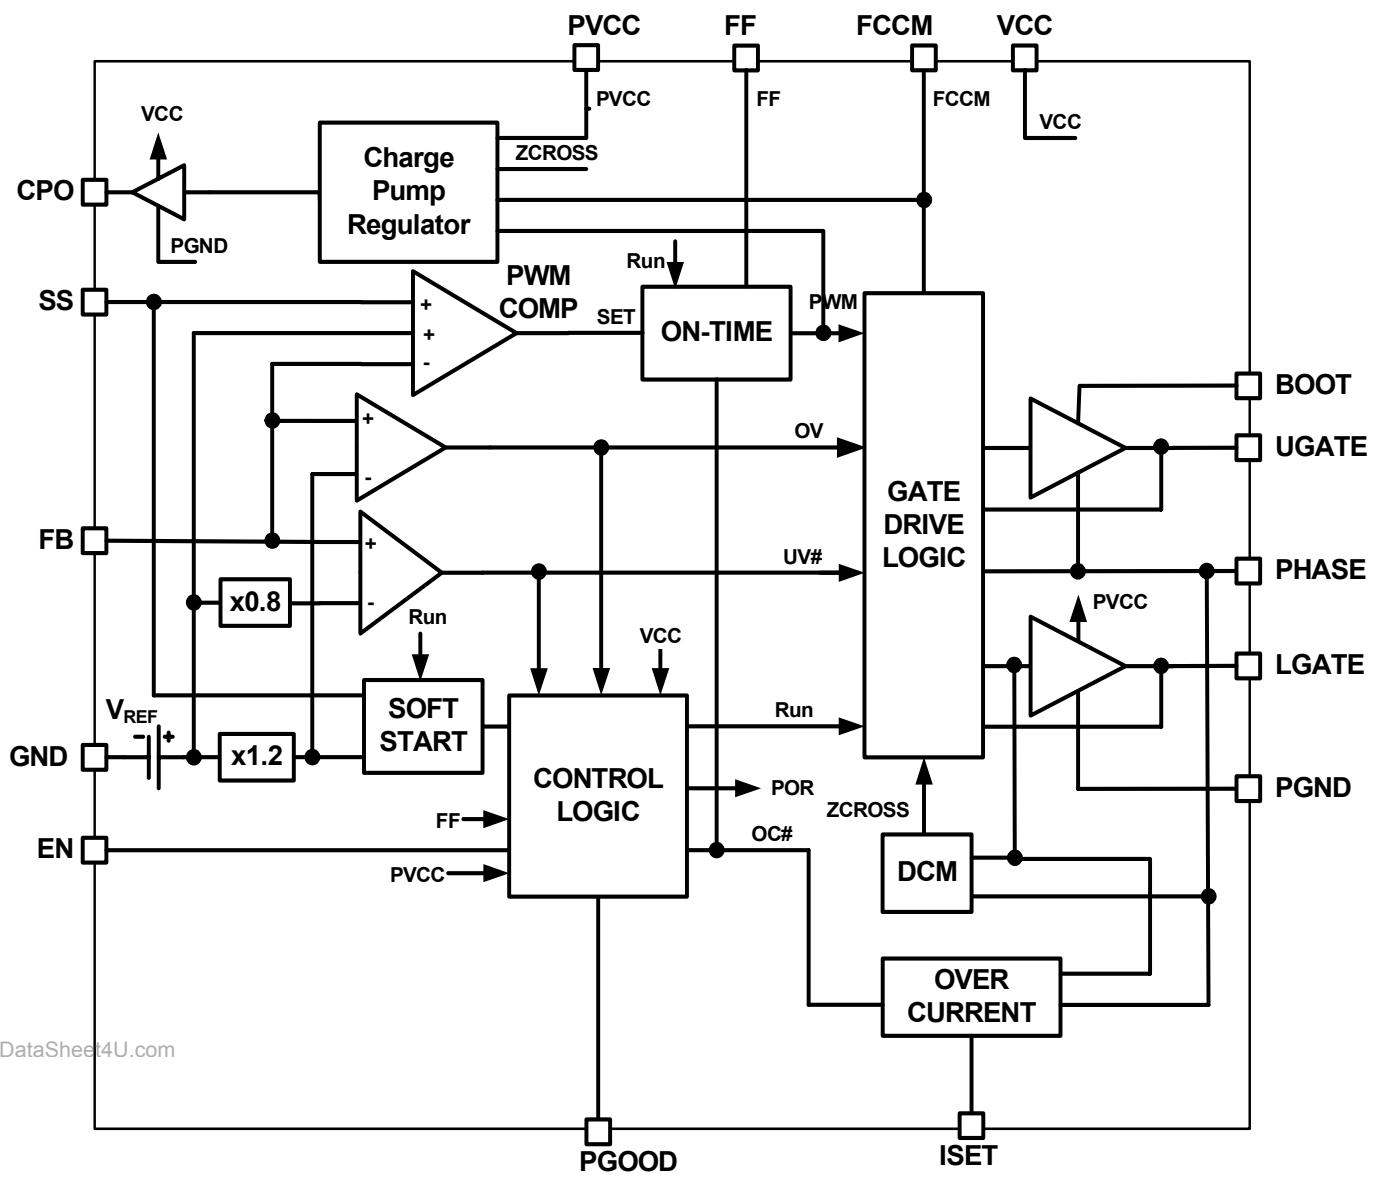 PVCC
FF
FCCM
VCC
PVCC
FF
FCCM
VCC
VCC
Charge
Pump
Regulator
ZCROSS
CPO
PGND
SS
PWM
COMP
+
+
-
SET
Run
ON-TIME
PWM
BOOT
+
-
OV
UGATE
GATE
DRIVE
LOGIC
FB
+
-
UV#
PHASE
x0.8
Run
VCC
PVCC
LGATE
SOFT
START
VREF
- +
GND
x1.2
Run
CONTROL
LOGIC
POR
PGND
FF
ZCROSS
EN
OC#
PVCC
DCM
OVER
CURRENT
DataSheet4U.com
PGOOD
ISET